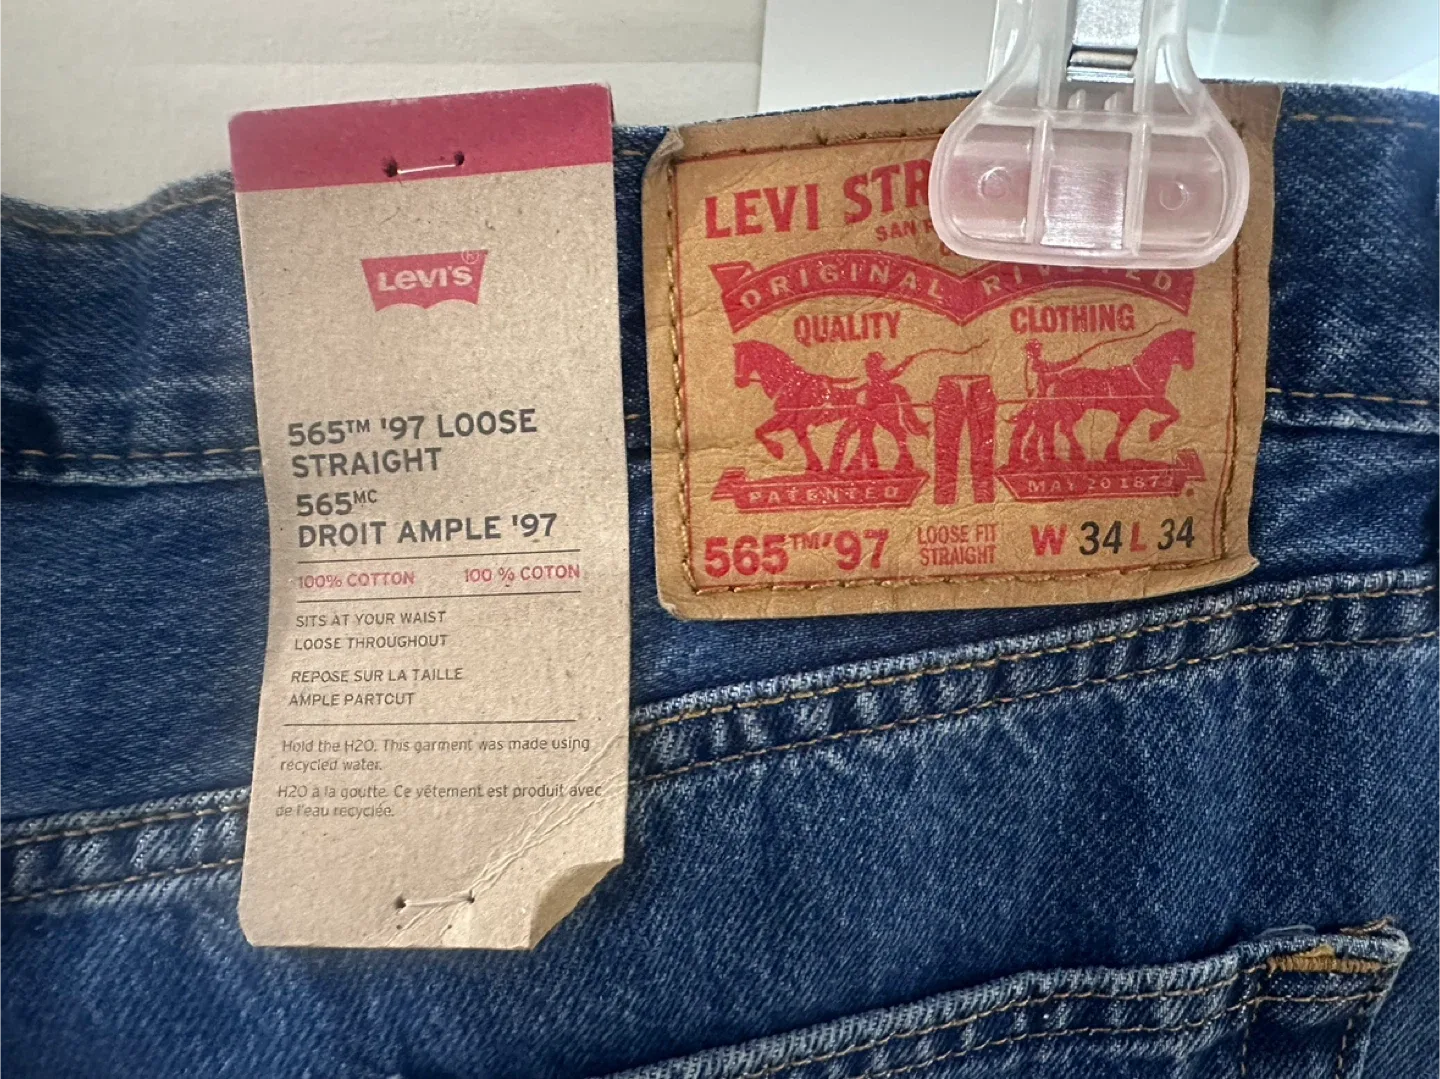 LEVI'S®
565™ '97 LOOSE
STRAIGHT
565MC
DROIT AMPLE '97
100% COTTON 100 % COTON
SITS AT YOUR WAIST
LOOSE THROUGHOUT
REPOSE SUR LA TAILLE
AMPLE PARTOUT
Hold the H2O. This garment was made using
recycled water.
H2O à la goutte. Ce vêtement est produit avec
de l'eau recyclée.
LEVI STR
SAN
ORIGINAL RIVETED
QUALITY CLOTHING
PATENTED MAY 20 1873
565™'97 LOOSE FIT STRAIGHT W 34 L 34